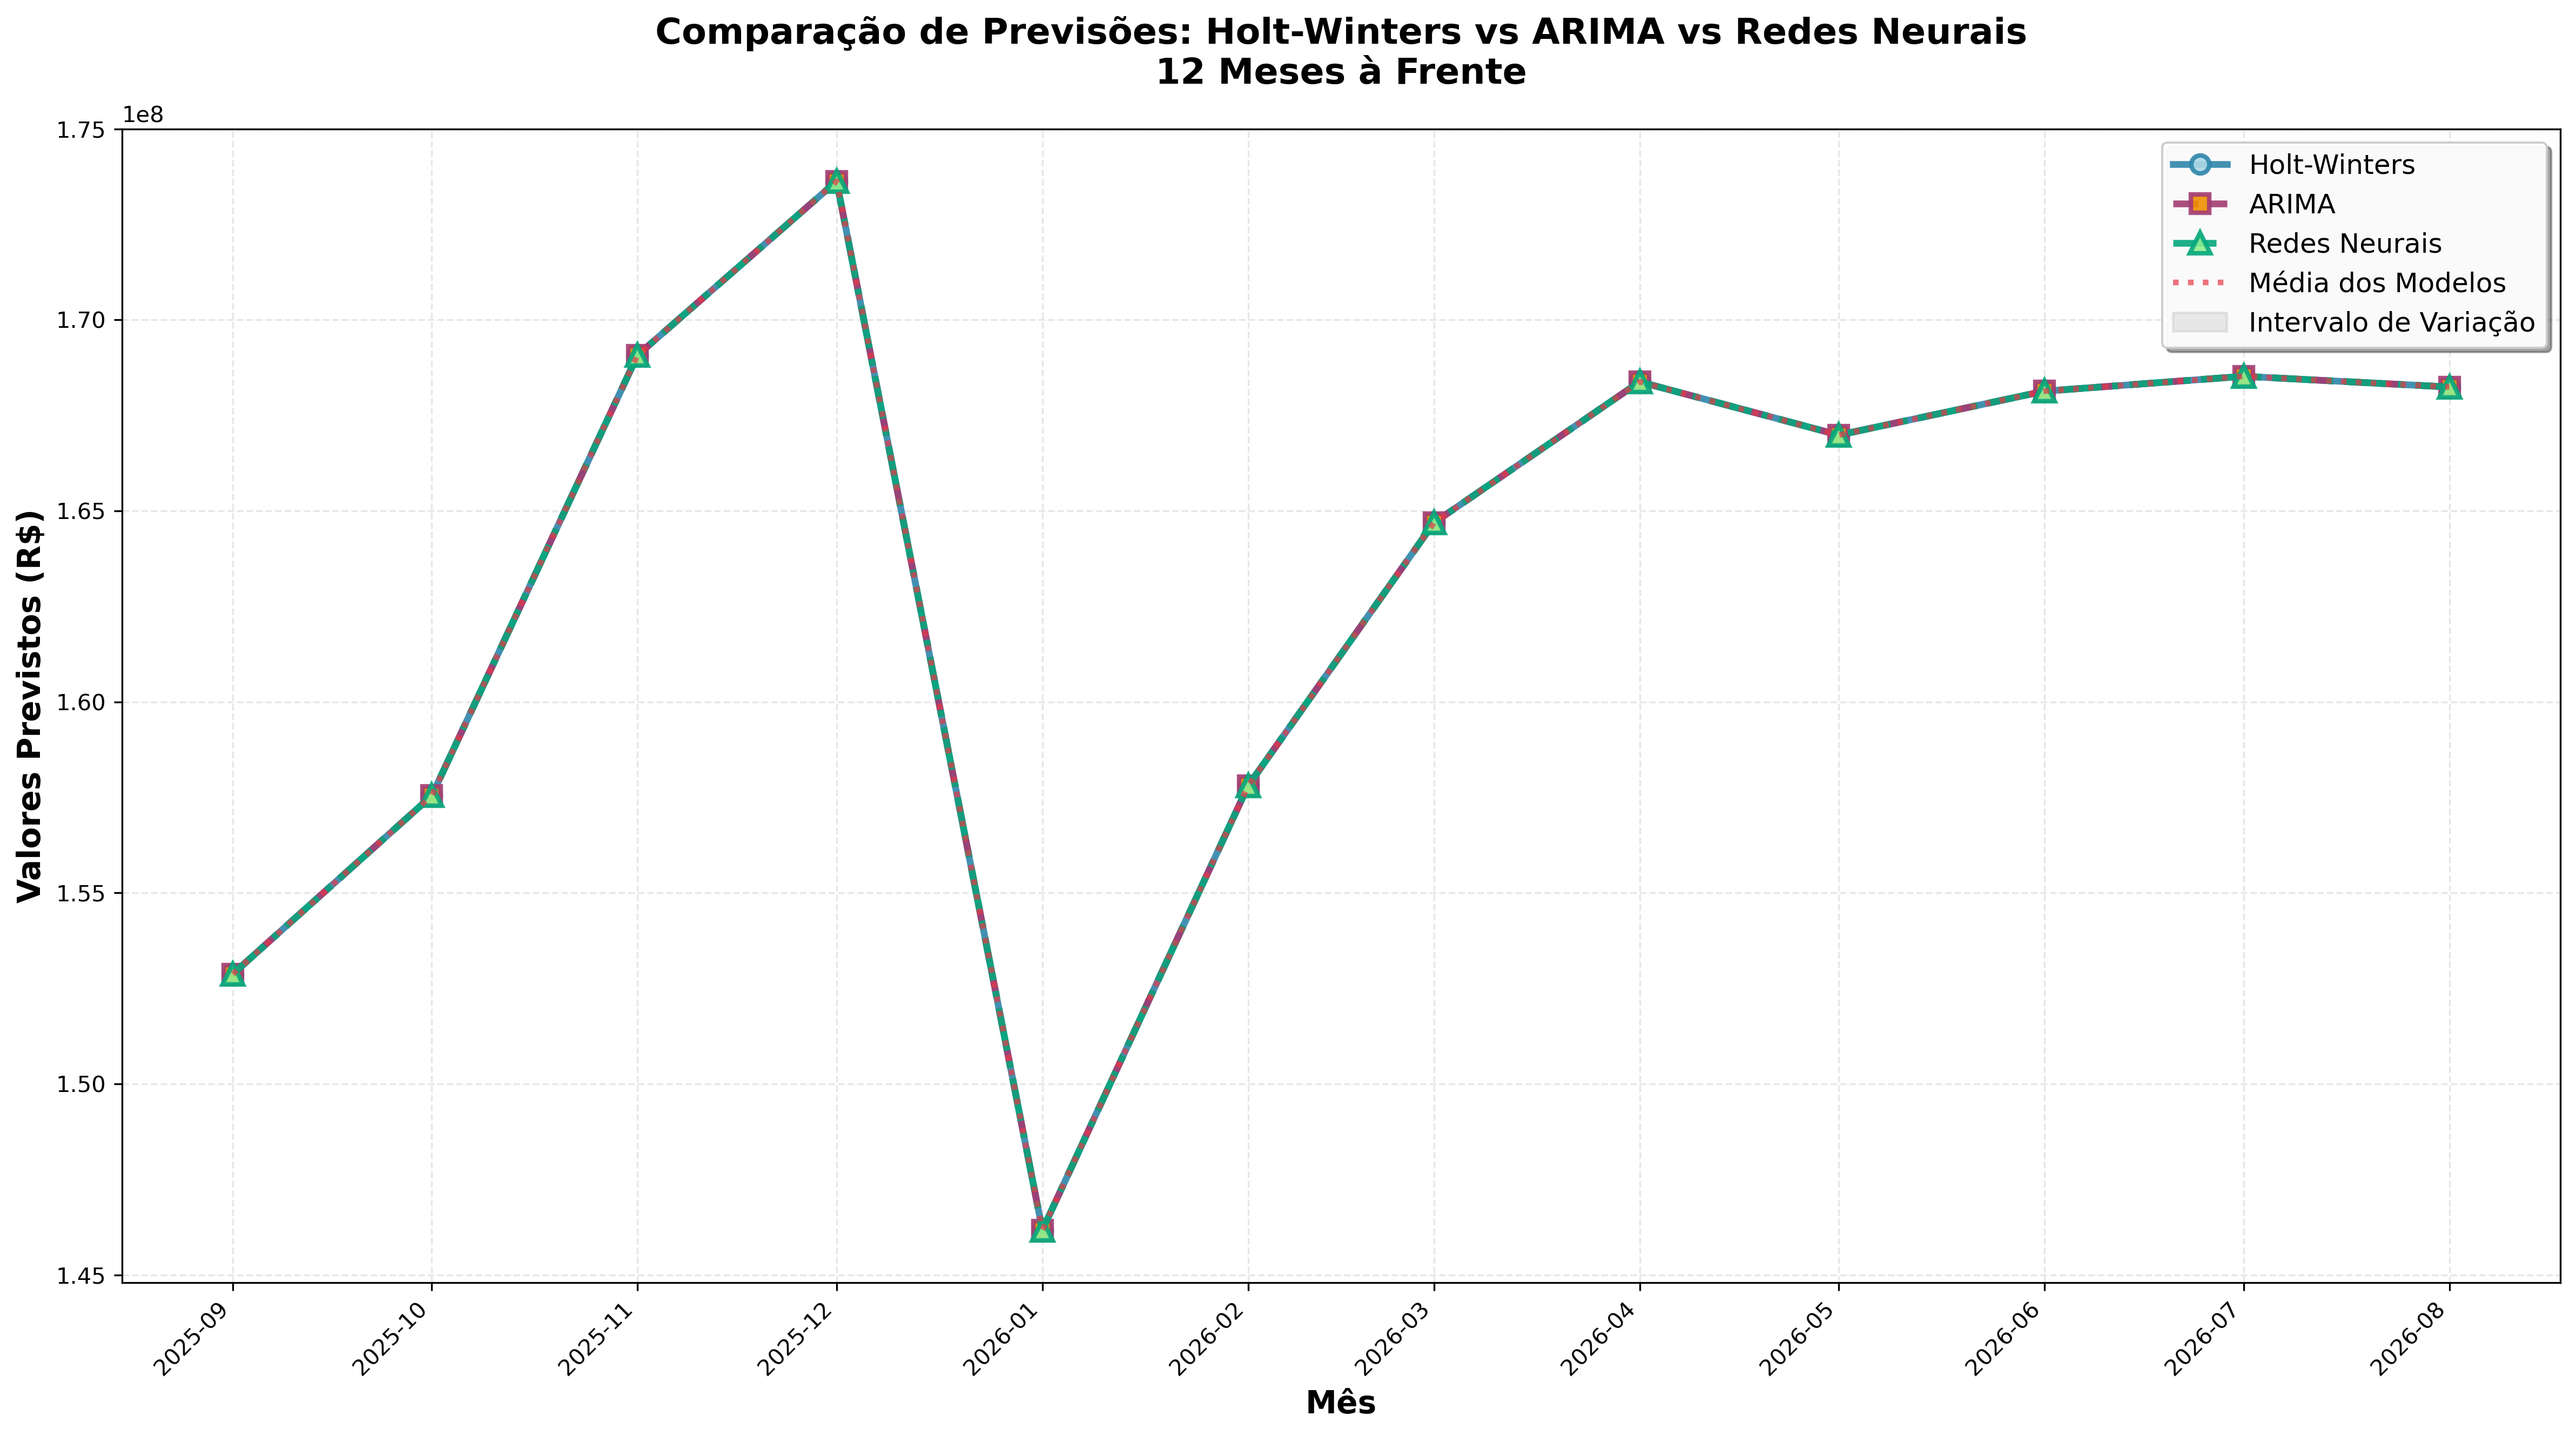 Comparação de Previsões: Holt-Winters vs ARIMA vs Redes Neurais
12 Meses à Frente
1e8
1.75
1.70
1.65
1.60
1.55
1.50
1.45
Valores Previstos (R$)
Holt-Winters
ARIMA
Redes Neurais
Média dos Modelos
Intervalo de Variação
2025-09
2025-10
2025-11
2025-12
2026-01
2026-02
2026-03
2026-04
2026-05
2026-06
2026-07
2026-08
Mês